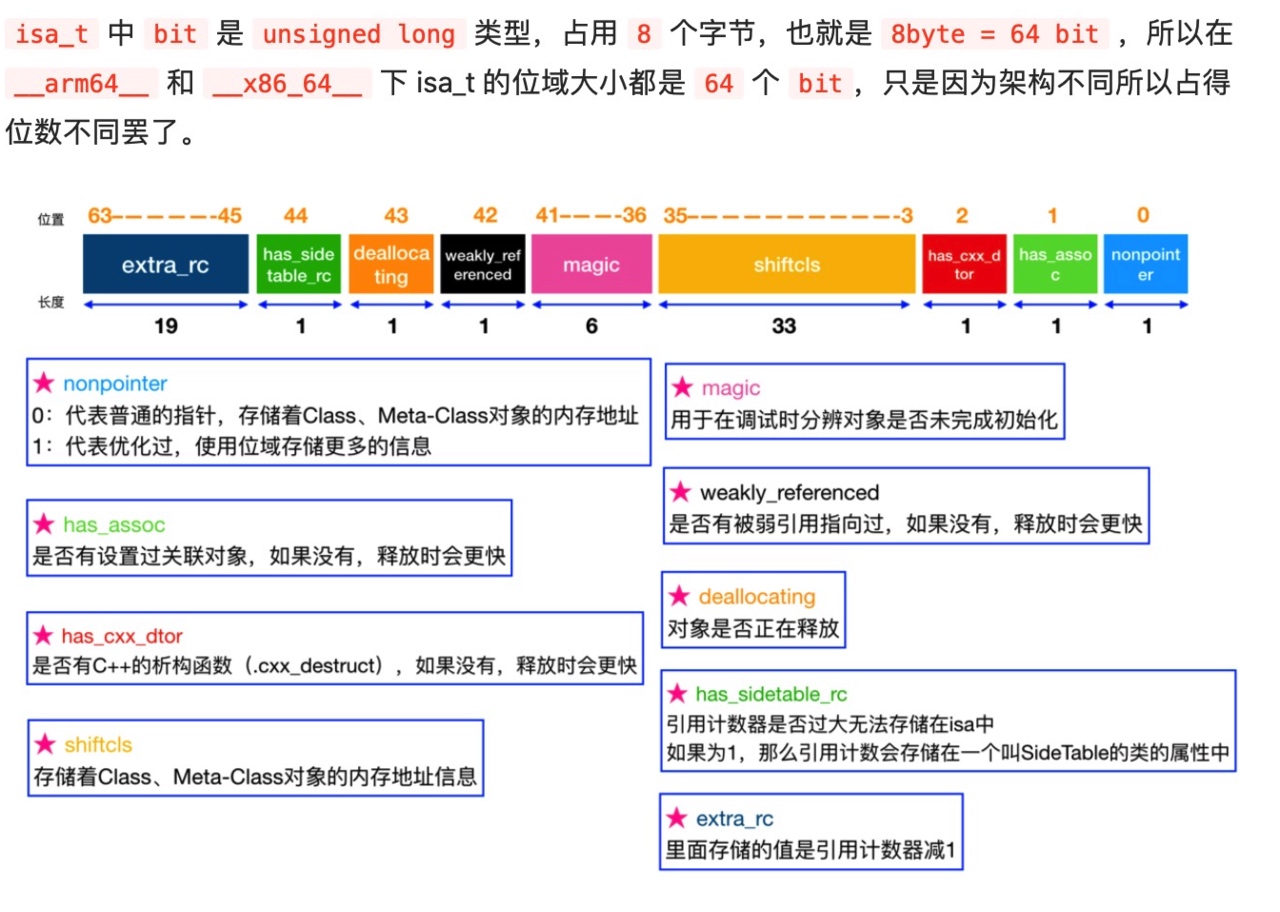 isa_t 中 bit 是 unsigned long 类型，占用 8 个字节，也就是 8byte = 64 bit ，所以在
__arm64__ 和 __x86_64__ 下 isa_t 的位域大小都是 64 个 bit，只是因为架构不同所以占得
位数不同罢了。
位置 63------45 44 43 42 41----36 35-----------3 2 1 0
extra_rc
has_side
table_rc
dealloca
ting
weakly_ref
erenced
magic
shiftcls
has_cxx_d
tor
has_asso
c
nonpoint
er
长度
19 1 1 1 6 33 1 1 1
★ nonpointer
0：代表普通的指针，存储着Class、Meta-Class对象的内存地址
1：代表优化过，使用位域存储更多的信息
★ has_assoc
是否有设置过关联对象，如果没有，释放时会更快
★ has_cxx_dtor
是否有C++的析构函数（.cxx_destruct），如果没有，释放时会更快
★ shiftcls
存储着Class、Meta-Class对象的内存地址信息
★ magic
用于在调试时分辨对象是否未完成初始化
★ weakly_referenced
是否有被弱引用指向过，如果没有，释放时会更快
★ deallocating
对象是否正在释放
★ has_sidetable_rc
引用计数器是否过大无法存储在isa中
如果为1，那么引用计数会存储在一个叫SideTable的类的属性中
★ extra_rc
里面存储的值是引用计数器减1